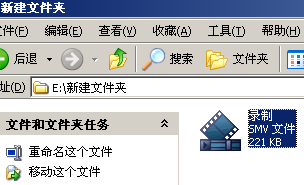 新建文件夹
文件(F) 编辑(E) 查看(V) 收藏(A) 工具(T) 帮助(H)
后退 搜索 文件夹
址(D) E:\新建文件夹
文件和文件夹任务
重命名这个文件
移动这个文件
录制
SMV 文件
221 KB